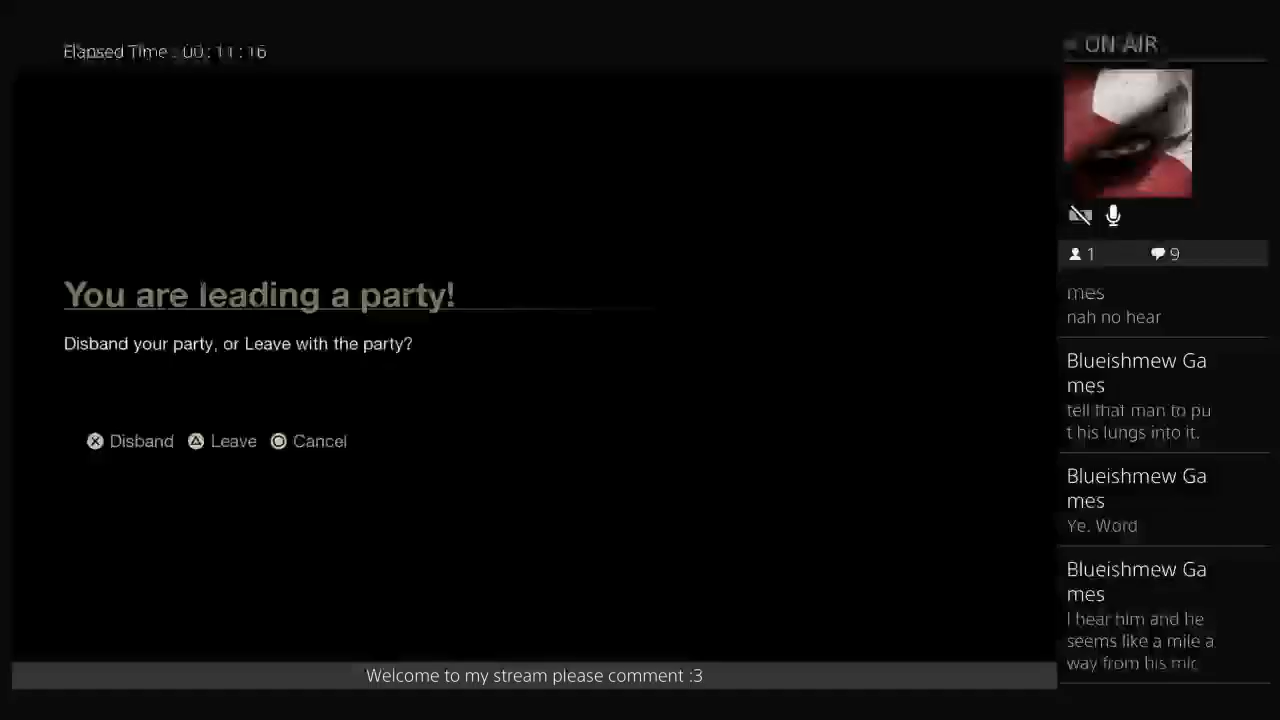 Elapsed Time : 00:11:16
ON AIR
1 9
You are leading a party!
Disband your party, or Leave with the party?
Disband Leave Cancel
mes
nah no hear
Blueishmew Ga
mes
tell that man to pu
t his lungs into it.
Blueishmew Ga
mes
Ye. Word
Blueishmew Ga
mes
I hear him and he
seems like a mile a
way from his mic
Welcome to my stream please comment :3